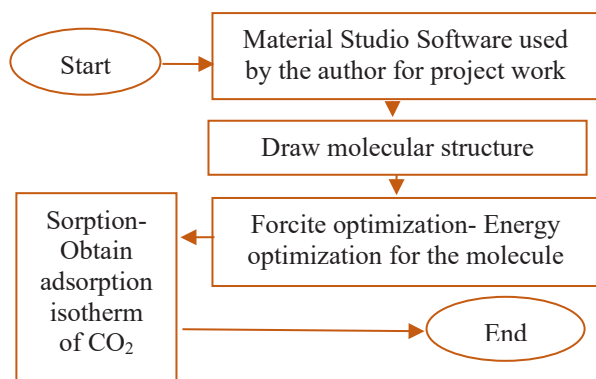 Start
Material Studio Software used
by the author for project work
Draw molecular structure
Forcite optimization- Energy
optimization for the molecule
Sorption-
Obtain
adsorption
isotherm
of CO₂
End